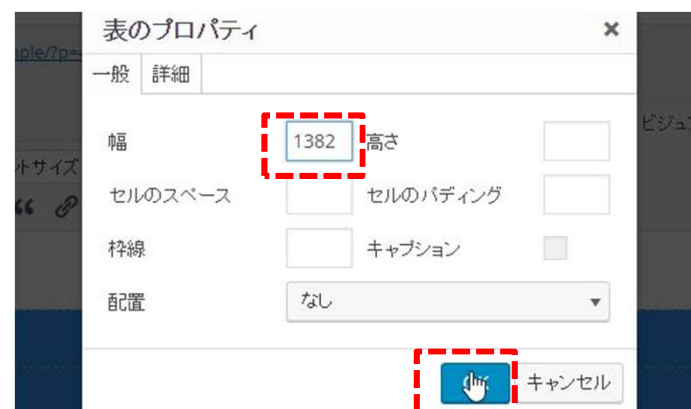 表のプロパティ ×
mple/?p=
一般 詳細
幅 1382 高さ
ビジュア
ットサイズ
セルのスペース セルのパディング
枠線 キャプション
配置 なし
キャンセル